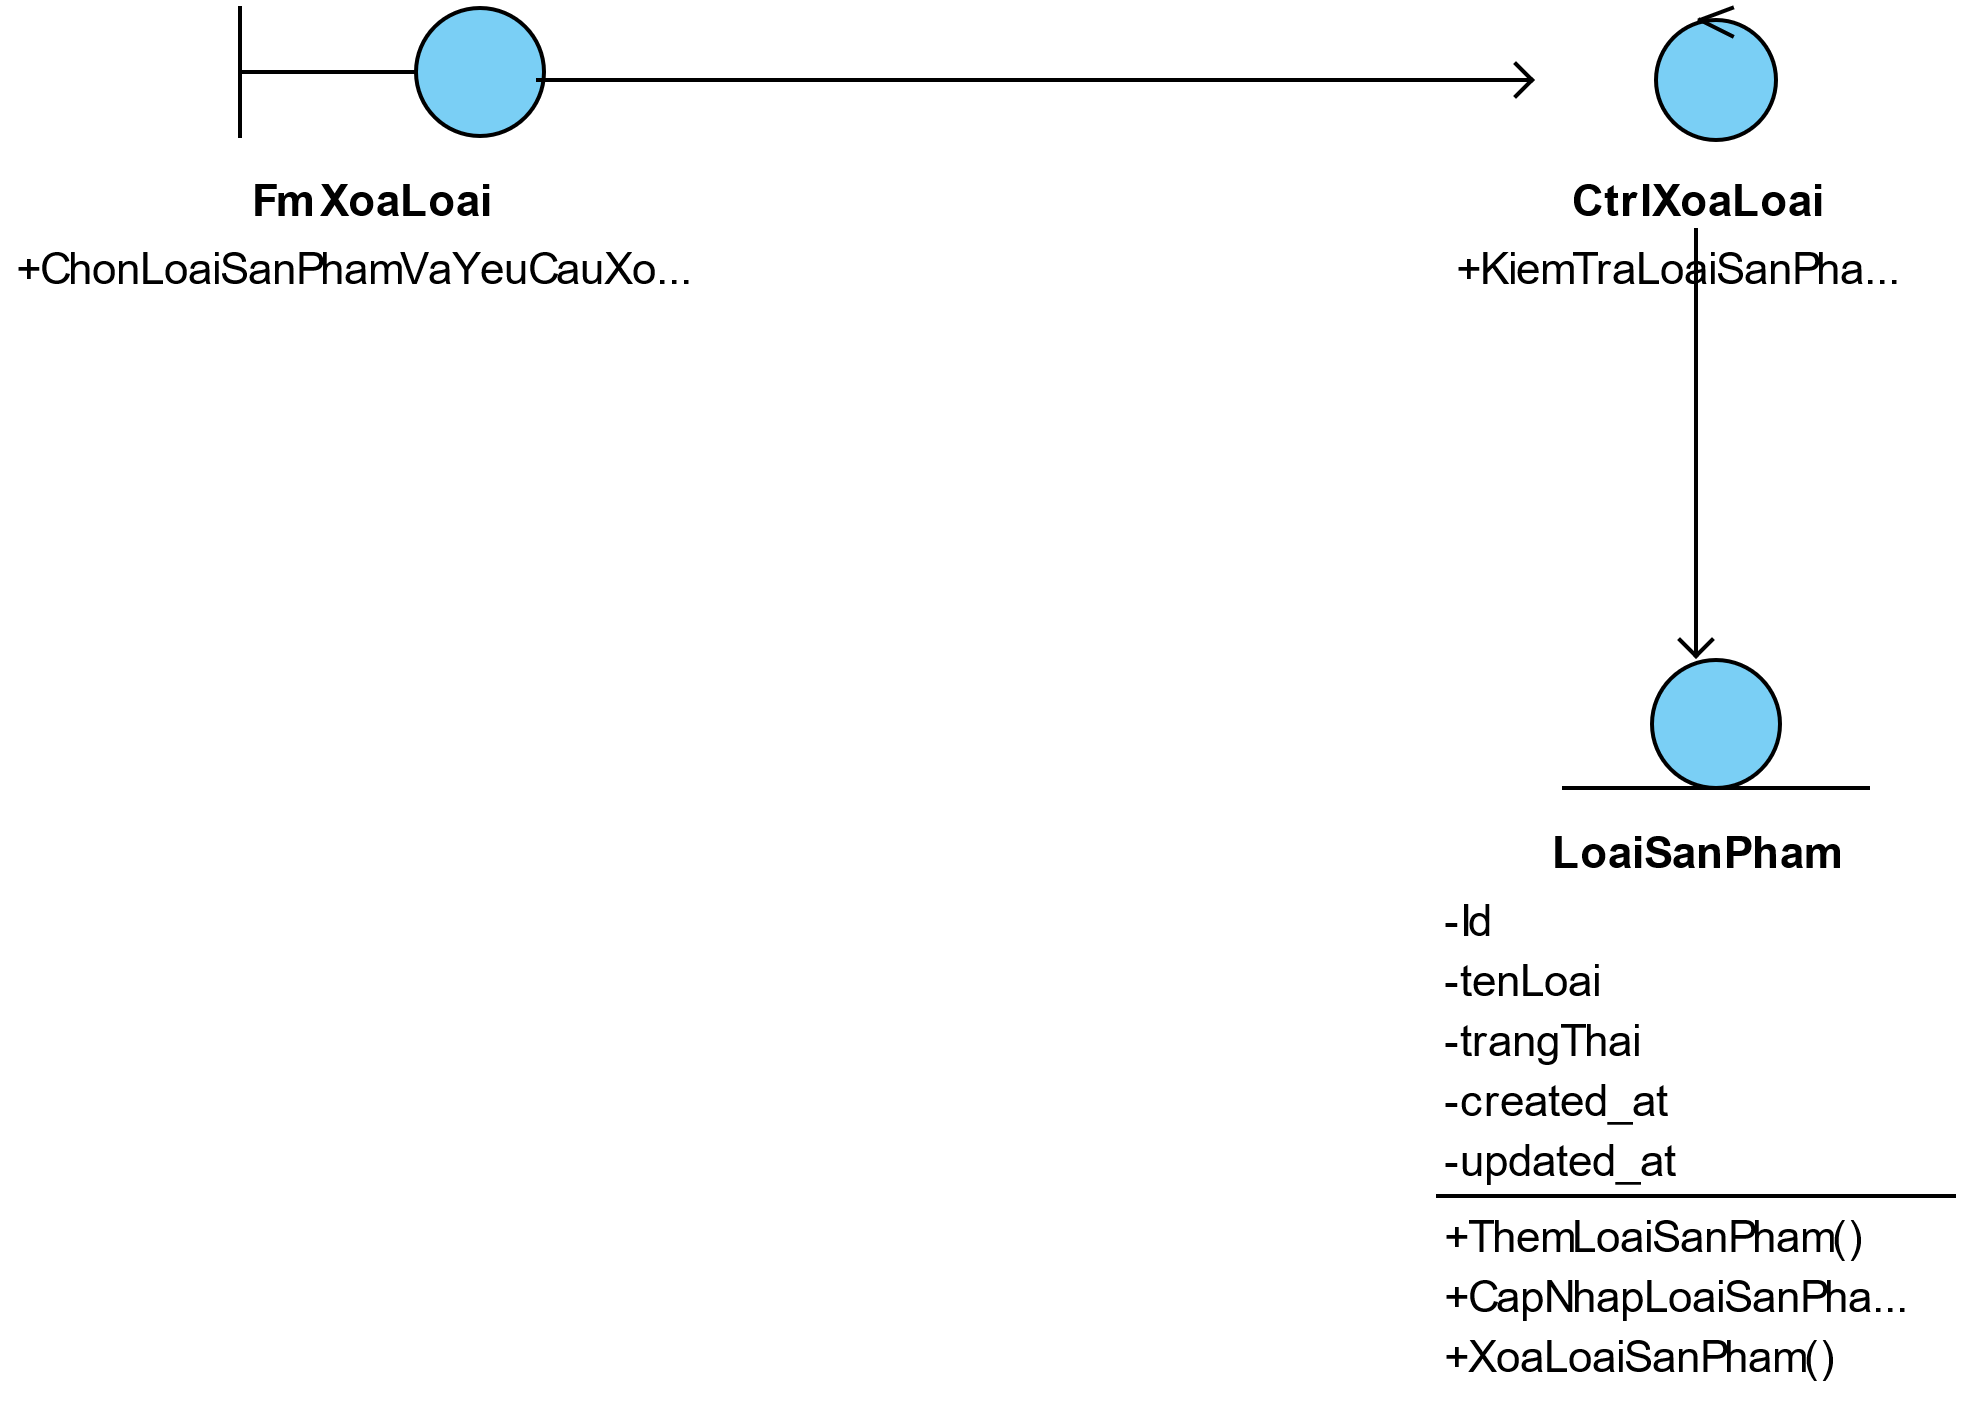 FmXoaLoai
+ChonLoaiSanPhamVaYeuCauXo...
CtrlXoaLoai
+KiemTraLoaiSanPha...
LoaiSanPham
-Id
-tenLoai
-trangThai
-created_at
-updated_at
+ThemLoaiSanPham()
+CapNhapLoaiSanPha...
+XoaLoaiSanPham()